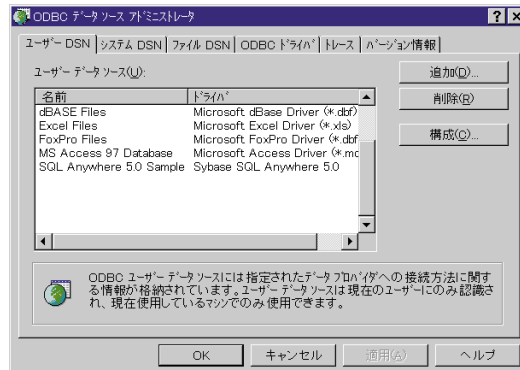 ODBC ﾃﾞｰﾀ ｿｰｽ ｱﾄﾞﾐﾆｽﾄﾚｰﾀ
ユーザー DSN システム DSN ファイル DSN ODBC ﾄﾞﾗｲﾊﾞ トレース ﾊﾞｰｼﾞｮﾝ情報
ユーザー データ ソース(U):
名前 ﾄﾞﾗｲﾊﾞ
dBASE Files Microsoft dBase Driver (*.dbf)
Excel Files Microsoft Excel Driver (*.xls)
FoxPro Files Microsoft FoxPro Driver (*.dbf
MS Access 97 Database Microsoft Access Driver (*.mc
SQL Anywhere 5.0 Sample Sybase SQL Anywhere 5.0
追加(D)...
削除(R)
構成(C)...
ODBC ユーザー データ ソースには指定されたデータ プロバイダへの接続方法に関す
る情報が格納されています。ユーザー データ ソースは現在のユーザーにのみ認識さ
れ、現在使用しているマシンでのみ使用できます。
OK キャンセル 適用(A) ヘルプ